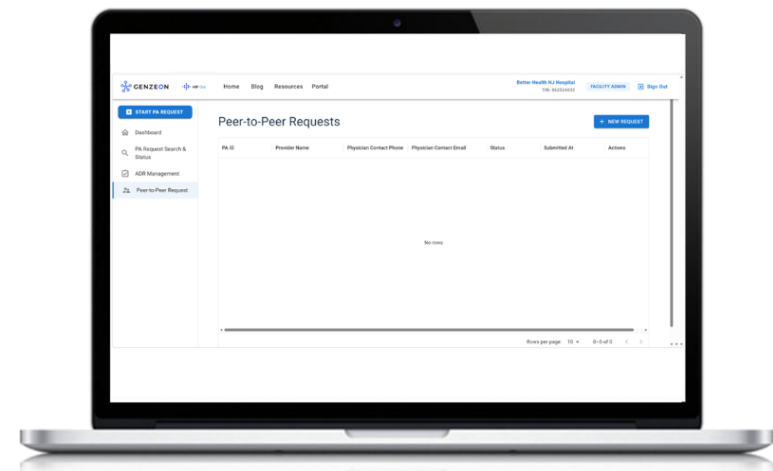 GENZEON
Home Blog Resources Portal
Better Health NJ Hospital
FACILITY ADMIN
Sign Out
START PA REQUEST
Dashboard
PA Request Search &
Status
ADR Management
Peer-to-Peer Request
Peer-to-Peer Requests
+ NEW REQUEST
PA ID Provider Name Physician Contact Phone Physician Contact Email Status Submitted At Actions
No rows
Rows per page: 10 0–0 of 0